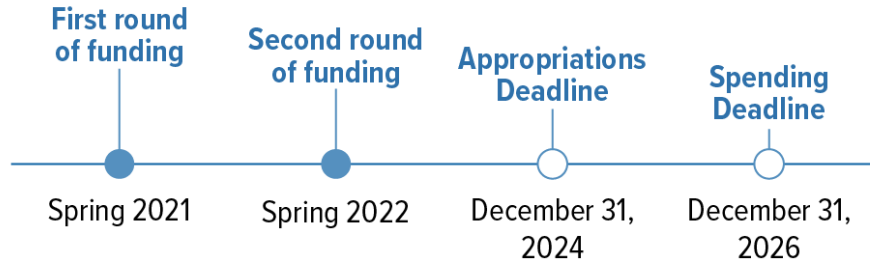 First round
of funding
Second round
of funding
Appropriations
Deadline
Spending
Deadline
Spring 2021
Spring 2022
December 31,
2024
December 31,
2026